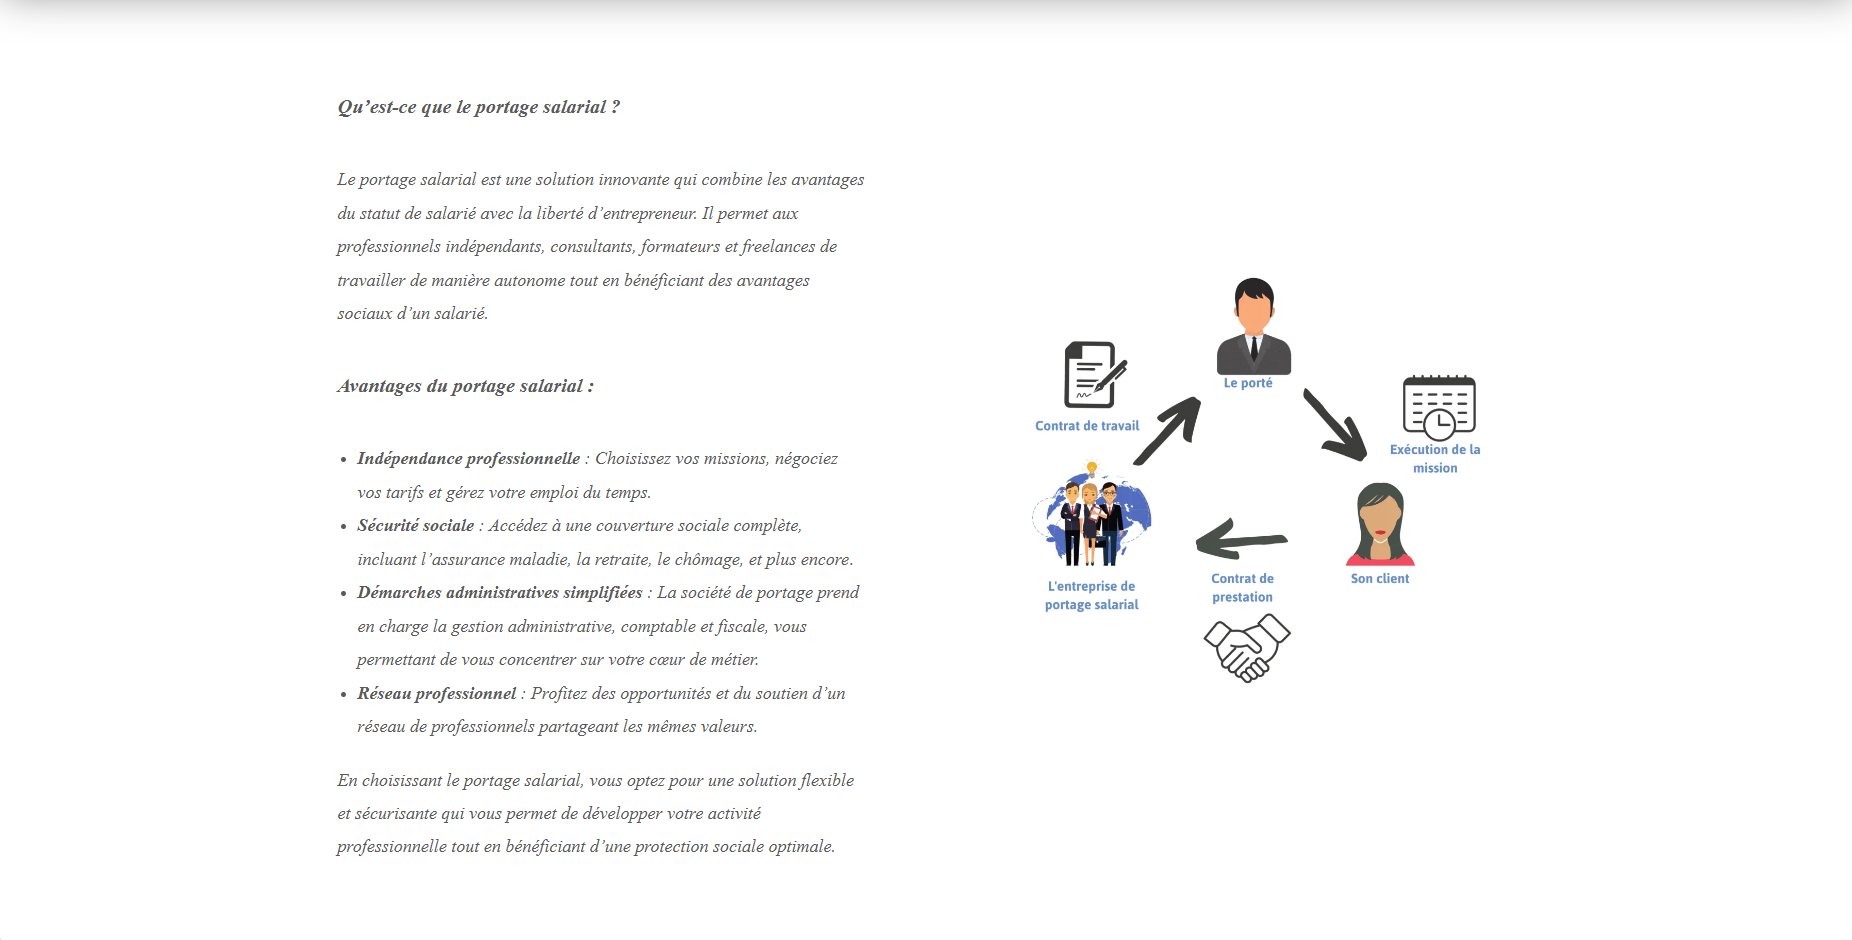 Qu’est-ce que le portage salarial ?
Le portage salarial est une solution innovante qui combine les avantages
du statut de salarié avec la liberté d’entrepreneur. Il permet aux
professionnels indépendants, consultants, formateurs et freelances de
travailler de manière autonome tout en bénéficiant des avantages
sociaux d’un salarié.
Avantages du portage salarial :
• Indépendance professionnelle : Choisissez vos missions, négociez
vos tarifs et gérez votre emploi du temps.
• Sécurité sociale : Accédez à une couverture sociale complète,
incluant l’assurance maladie, la retraite, le chômage, et plus encore.
• Démarches administratives simplifiées : La société de portage prend
en charge la gestion administrative, comptable et fiscale, vous
permettant de vous concentrer sur votre cœur de métier.
• Réseau professionnel : Profitez des opportunités et du soutien d’un
réseau de professionnels partageant les mêmes valeurs.
En choisissant le portage salarial, vous optez pour une solution flexible
et sécurisante qui vous permet de développer votre activité
professionnelle tout en bénéficiant d’une protection sociale optimale.
Le porté
Contrat de travail
Exécution de la
mission
L'entreprise de
portage salarial
Contrat de
prestation
Son client